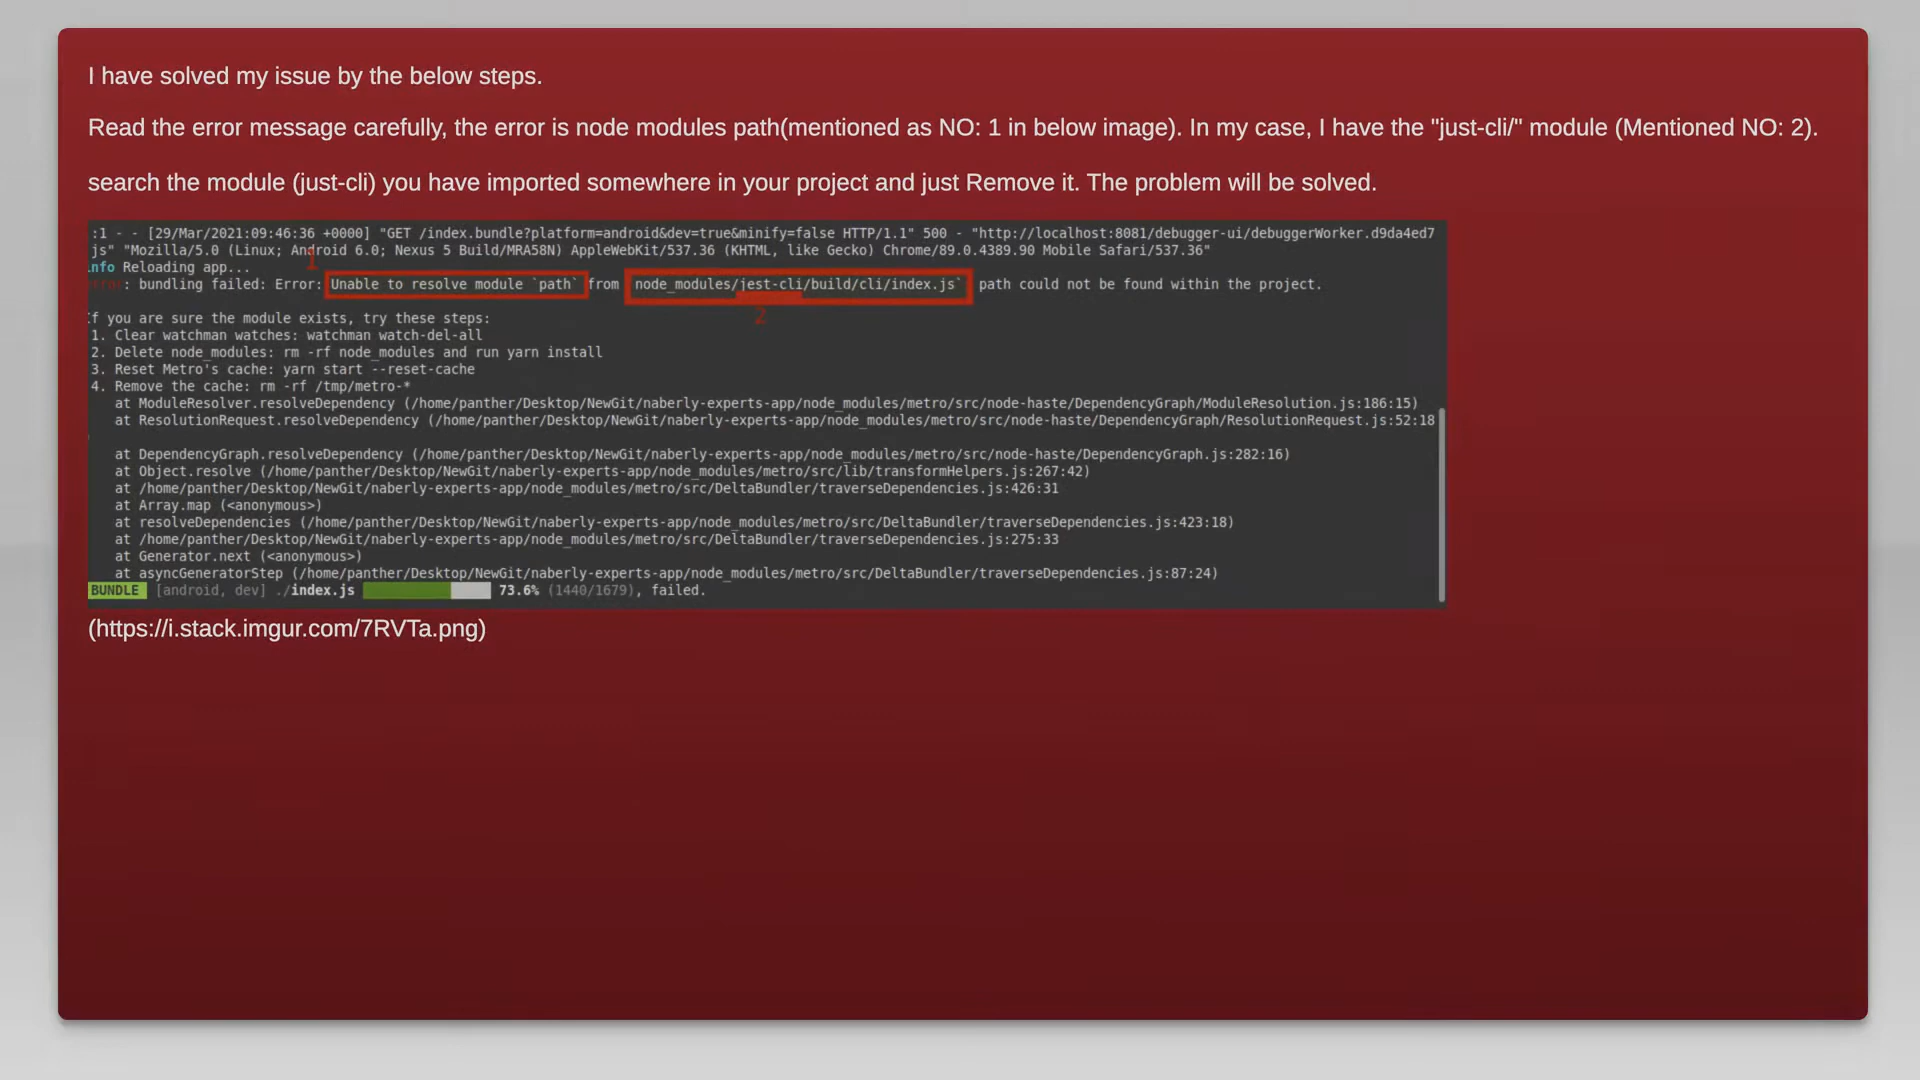 I have solved my issue by the below steps.
Read the error message carefully, the error is node modules path(mentioned as NO: 1 in below image). In my case, I have the "just-cli/" module (Mentioned NO: 2).
search the module (just-cli) you have imported somewhere in your project and just Remove it. The problem will be solved.
:1 - - [29/Mar/2021:09:46:36 +0000] "GET /index.bundle?platform=android&dev=true&minify=false HTTP/1.1" 500 - "http://localhost:8081/debugger-ui/debuggerWorker.d9da4ed7
js" "Mozilla/5.0 (Linux; Android 6.0; Nexus 5 Build/MRA58N) AppleWebKit/537.36 (KHTML, like Gecko) Chrome/89.0.4389.90 Mobile Safari/537.36"
1
info Reloading app...
error: bundling failed: Error: Unable to resolve module `path` from node_modules/jest-cli/build/cli/index.js` path could not be found within the project.
2
If you are sure the module exists, try these steps:
1. Clear watchman watches: watchman watch-del-all
2. Delete node_modules: rm -rf node_modules and run yarn install
3. Reset Metro's cache: yarn start --reset-cache
4. Remove the cache: rm -rf /tmp/metro-*
at ModuleResolver.resolveDependency (/home/panther/Desktop/NewGit/naberly-experts-app/node_modules/metro/src/node-haste/DependencyGraph/ModuleResolution.js:186:15)
at ResolutionRequest.resolveDependency (/home/panther/Desktop/NewGit/naberly-experts-app/node_modules/metro/src/node-haste/DependencyGraph/ResolutionRequest.js:52:18
)
at DependencyGraph.resolveDependency (/home/panther/Desktop/NewGit/naberly-experts-app/node_modules/metro/src/node-haste/DependencyGraph.js:282:16)
at Object.resolve (/home/panther/Desktop/NewGit/naberly-experts-app/node_modules/metro/src/lib/transformHelpers.js:267:42)
at /home/panther/Desktop/NewGit/naberly-experts-app/node_modules/metro/src/DeltaBundler/traverseDependencies.js:426:31
at Array.map (<anonymous>)
at resolveDependencies (/home/panther/Desktop/NewGit/naberly-experts-app/node_modules/metro/src/DeltaBundler/traverseDependencies.js:423:18)
at /home/panther/Desktop/NewGit/naberly-experts-app/node_modules/metro/src/DeltaBundler/traverseDependencies.js:275:33
at Generator.next (<anonymous>)
at asyncGeneratorStep (/home/panther/Desktop/NewGit/naberly-experts-app/node_modules/metro/src/DeltaBundler/traverseDependencies.js:87:24)
BUNDLE [android, dev] ./index.js 73.6% (1440/1679), failed.
(https://i.stack.imgur.com/7RVTa.png)